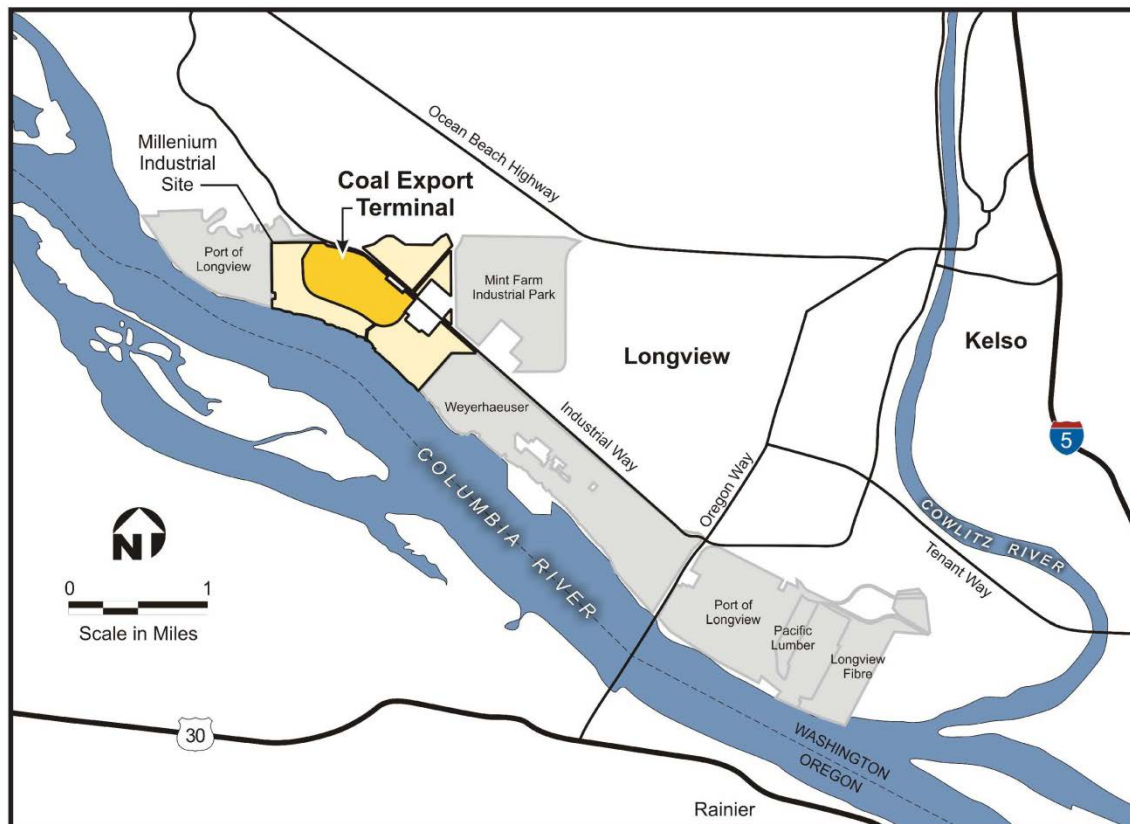 Ocean Beach Highway
Millenium
Industrial
Site
Coal Export
Terminal
Port of
Longview
Mint Farm
Industrial Park
Longview
Kelso
Weyerhaeuser
Industrial Way
5
COLUMBIA RIVER
Oregon Way
COWLITZ RIVER
Tenant Way
N
0 1
Scale in Miles
Port of
Longview
Pacific
Lumber
Longview
Fibre
30
WASHINGTON
OREGON
Rainier